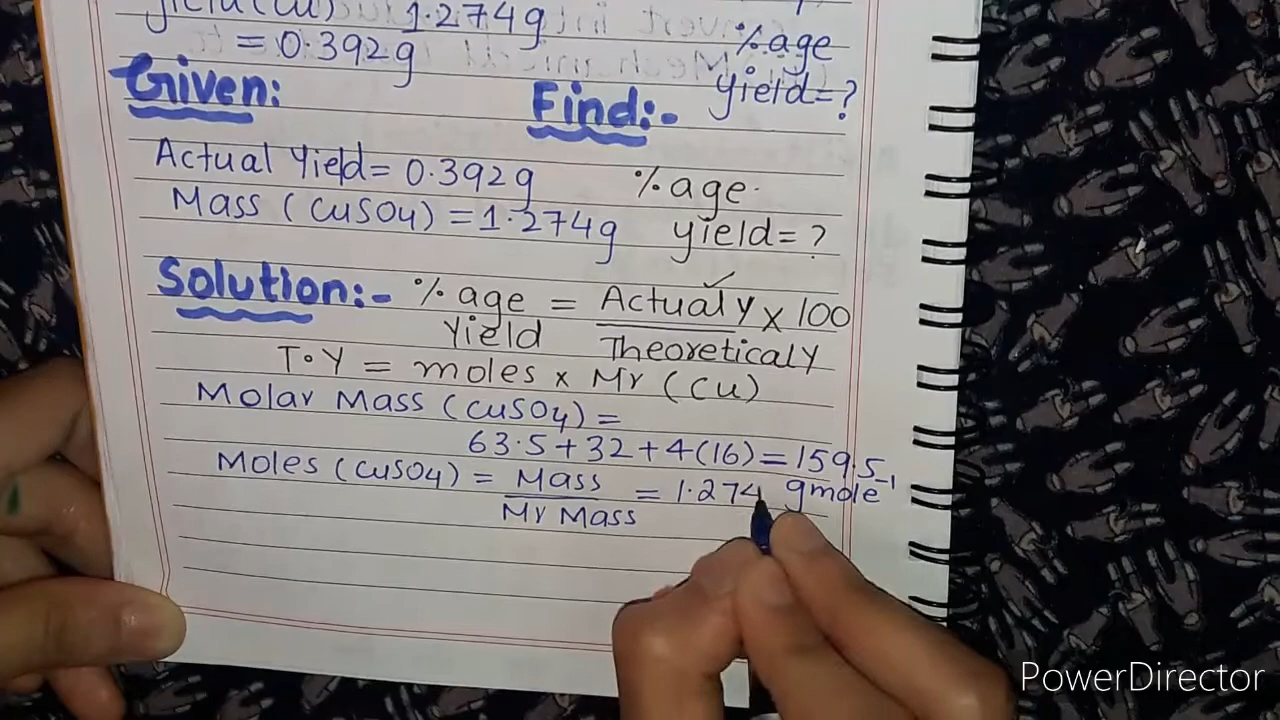 yield (Cu) 1.274g
= 0.392g %age
yield=?
Given: Find:-
Actual Yield= 0.392g %age.
Mass (CuSO4) =1.274g yield= ?
Solution:- % age = Actual Y x 100
Yield Theoretical Y
T.Y = moles x Mr (Cu)
Molar Mass (CuSO4) =
63.5+32+4(16)=159.5
gmole-1
Moles (CuSO4) = Mass = 1.274
Mr Mass
PowerDirector